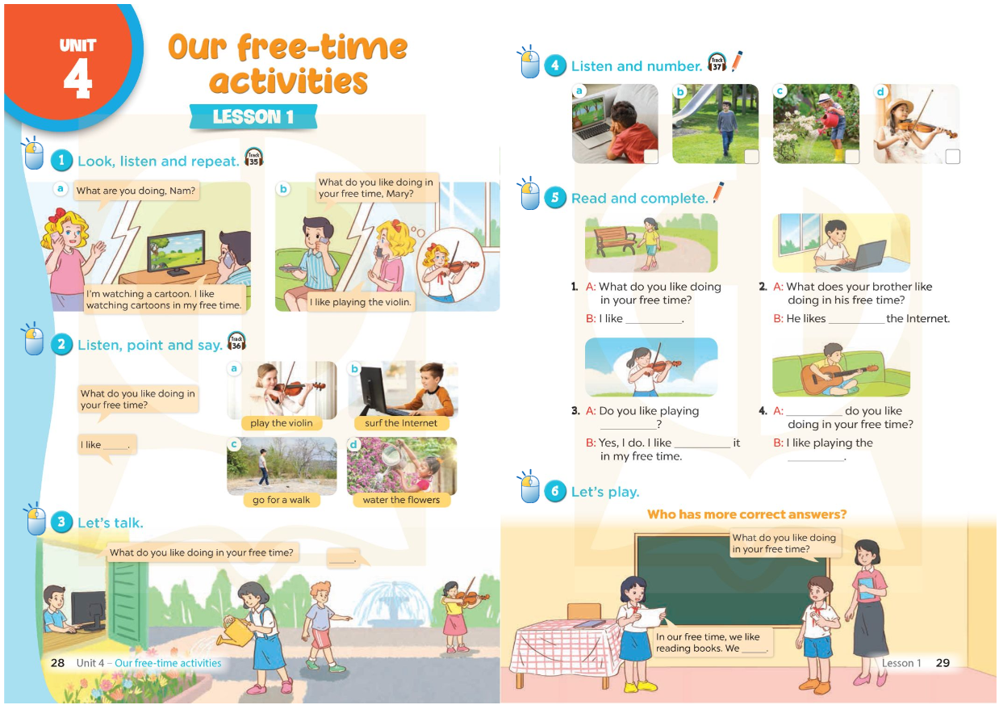 UNIT
4
Our free-time
activities
LESSON 1
1 Look, listen and repeat. Track 35
a
What are you doing, Nam?
I'm watching a cartoon. I like
watching cartoons in my free time.
b
What do you like doing in
your free time, Mary?
I like playing the violin.
2 Listen, point and say. Track 36
What do you like doing in
your free time?
I like _____.
a
play the violin
b
surf the Internet
c
go for a walk
d
water the flowers
3 Let's talk.
What do you like doing in your free time?
_____.
28 Unit 4 – Our free-time activities
4 Listen and number. Track 37
a
b
c
d
5 Read and complete.
1. A: What do you like doing
in your free time?
B: I like __________.
2. A: What does your brother like
doing in his free time?
B: He likes __________ the Internet.
3. A: Do you like playing
__________?
B: Yes, I do. I like __________ it
in my free time.
4. A: __________ do you like
doing in your free time?
B: I like playing the
__________.
6 Let's play.
Who has more correct answers?
What do you like doing
in your free time?
In our free time, we like
reading books. We _____.
Lesson 1 29